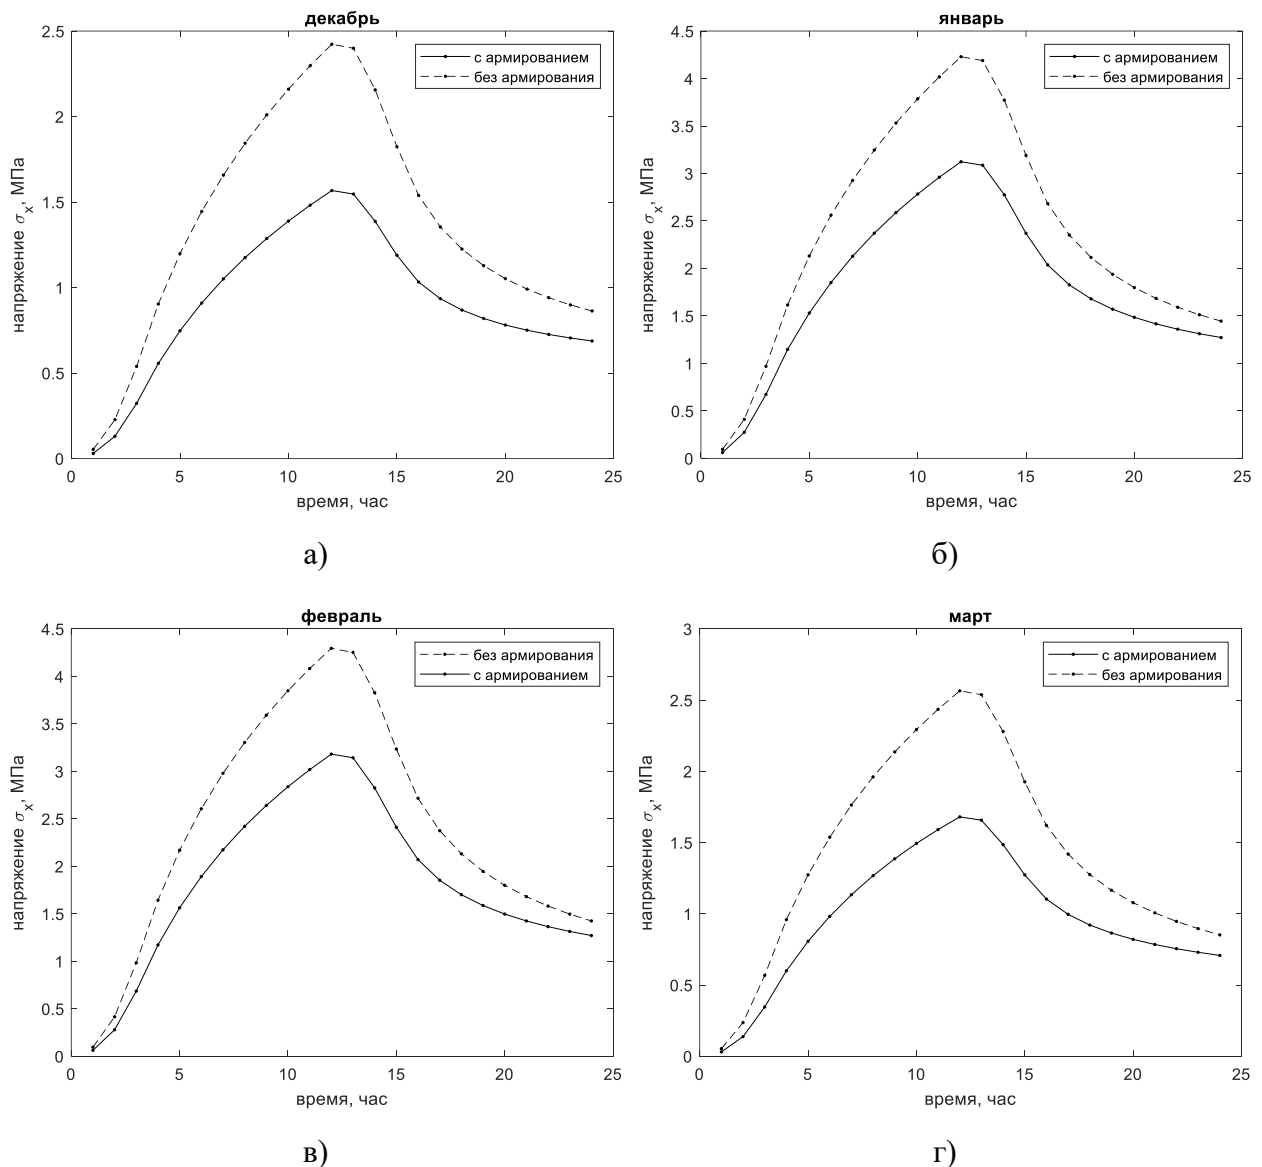 декабрь
2.5
2
1.5
1
0.5
0
0
5
10
15
20
25
с армированием
без армирования
напряжение σx, МПа
время, час
а)
январь
4.5
4
3.5
3
2.5
2
1.5
1
0.5
0
0
5
10
15
20
25
с армированием
без армирования
напряжение σx, МПа
время, час
б)
февраль
4.5
4
3.5
3
2.5
2
1.5
1
0.5
0
0
5
10
15
20
25
без армирования
с армированием
напряжение σx, МПа
время, час
в)
март
3
2.5
2
1.5
1
0.5
0
0
5
10
15
20
25
с армированием
без армирования
напряжение σx, МПа
время, час
г)